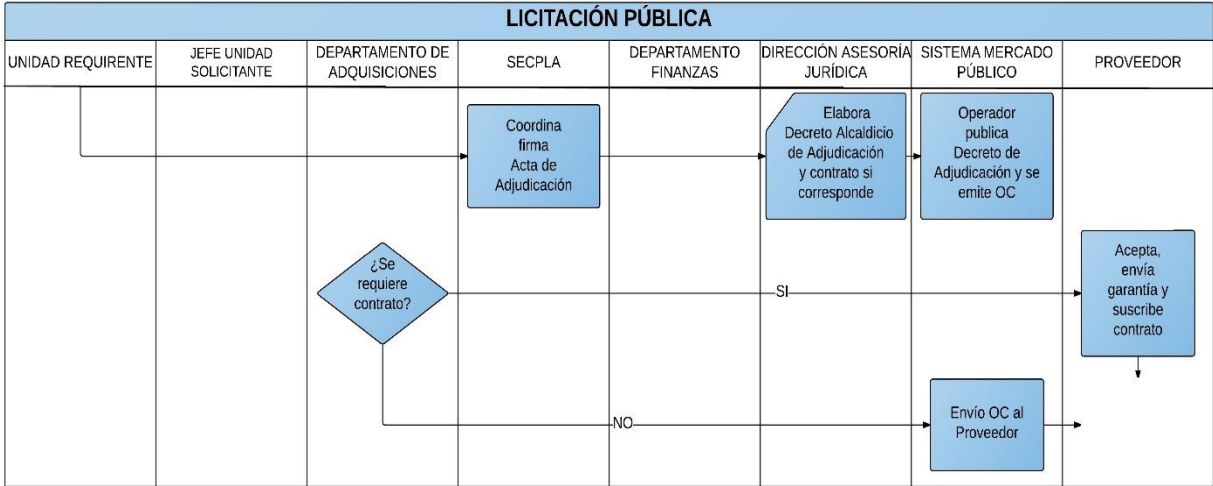 LICITACIÓN PÚBLICA
UNIDAD REQUIRENTE
JEFE UNIDAD
SOLICITANTE
DEPARTAMENTO DE
ADQUISICIONES
SECPLA
DEPARTAMENTO
FINANZAS
DIRECCIÓN ASESORÍA
JURÍDICA
SISTEMA MERCADO
PÚBLICO
PROVEEDOR
Coordina
firma
Acta de
Adjudicación
Elabora
Decreto Alcaldicio
de Adjudicación
y contrato si
corresponde
Operador
publica
Decreto de
Adjudicación y se
emite OC
¿Se
requiere
contrato?
SI
Acepta,
envía
garantía y
suscribe
contrato
NO
Envío OC al
Proveedor